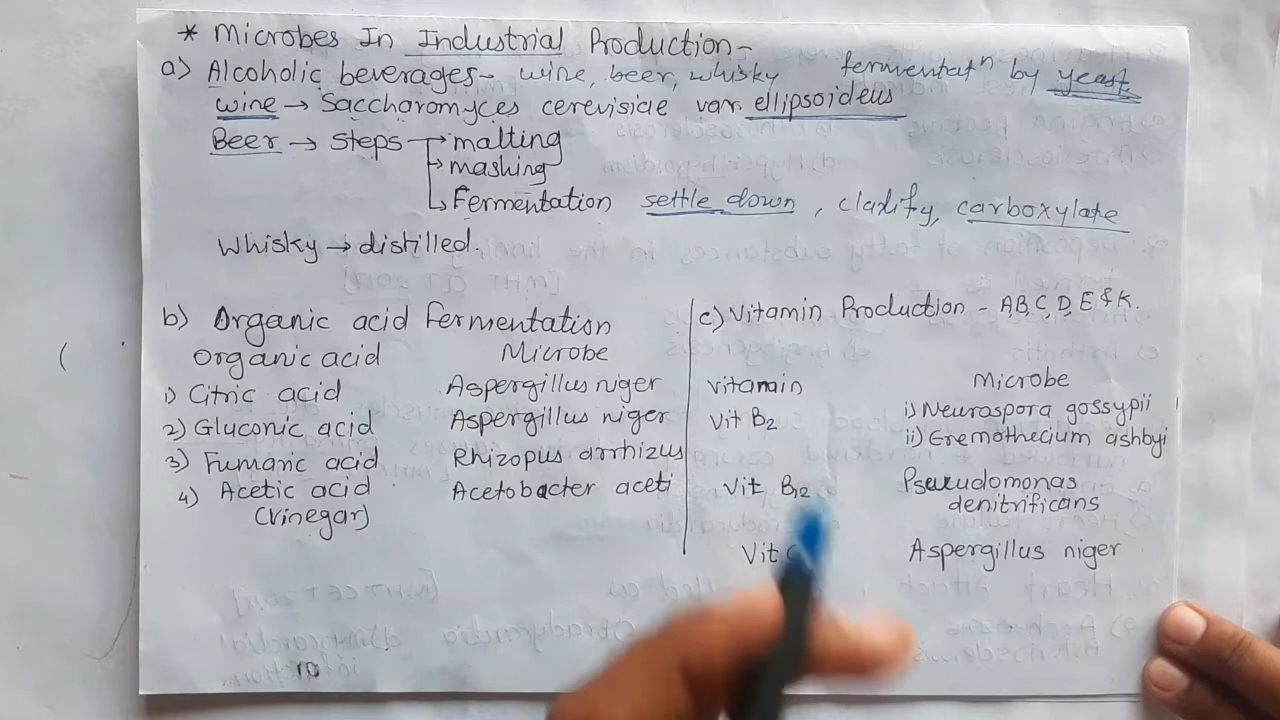 * Microbes In Industrial Production-
a) Alcoholic beverages- wine, beer, whisky fermentatⁿ by yeast.
wine → Saccharomyces cerevisiae var. ellipsoideus
Beer → steps → malting
→ mashing
→ Fermentation settle down, clarify, carboxylate
Whisky → distilled.
b) Organic acid Fermentation
Organic acid Microbe
1) Citric acid Aspergillus niger
2) Gluconic acid Aspergillus niger
3) Fumaric acid Rhizopus arrhizus
4) Acetic acid Acetobacter aceti
(Vinegar)
c) Vitamin Production - A,B,C,D,E & K.
Vitamin Microbe
Vit B2 i) Neuraspora gossypii
ii) Eremothecium ashbyi
Vit B12 Pseudomonas
denitrificans
Vit Aspergillus niger